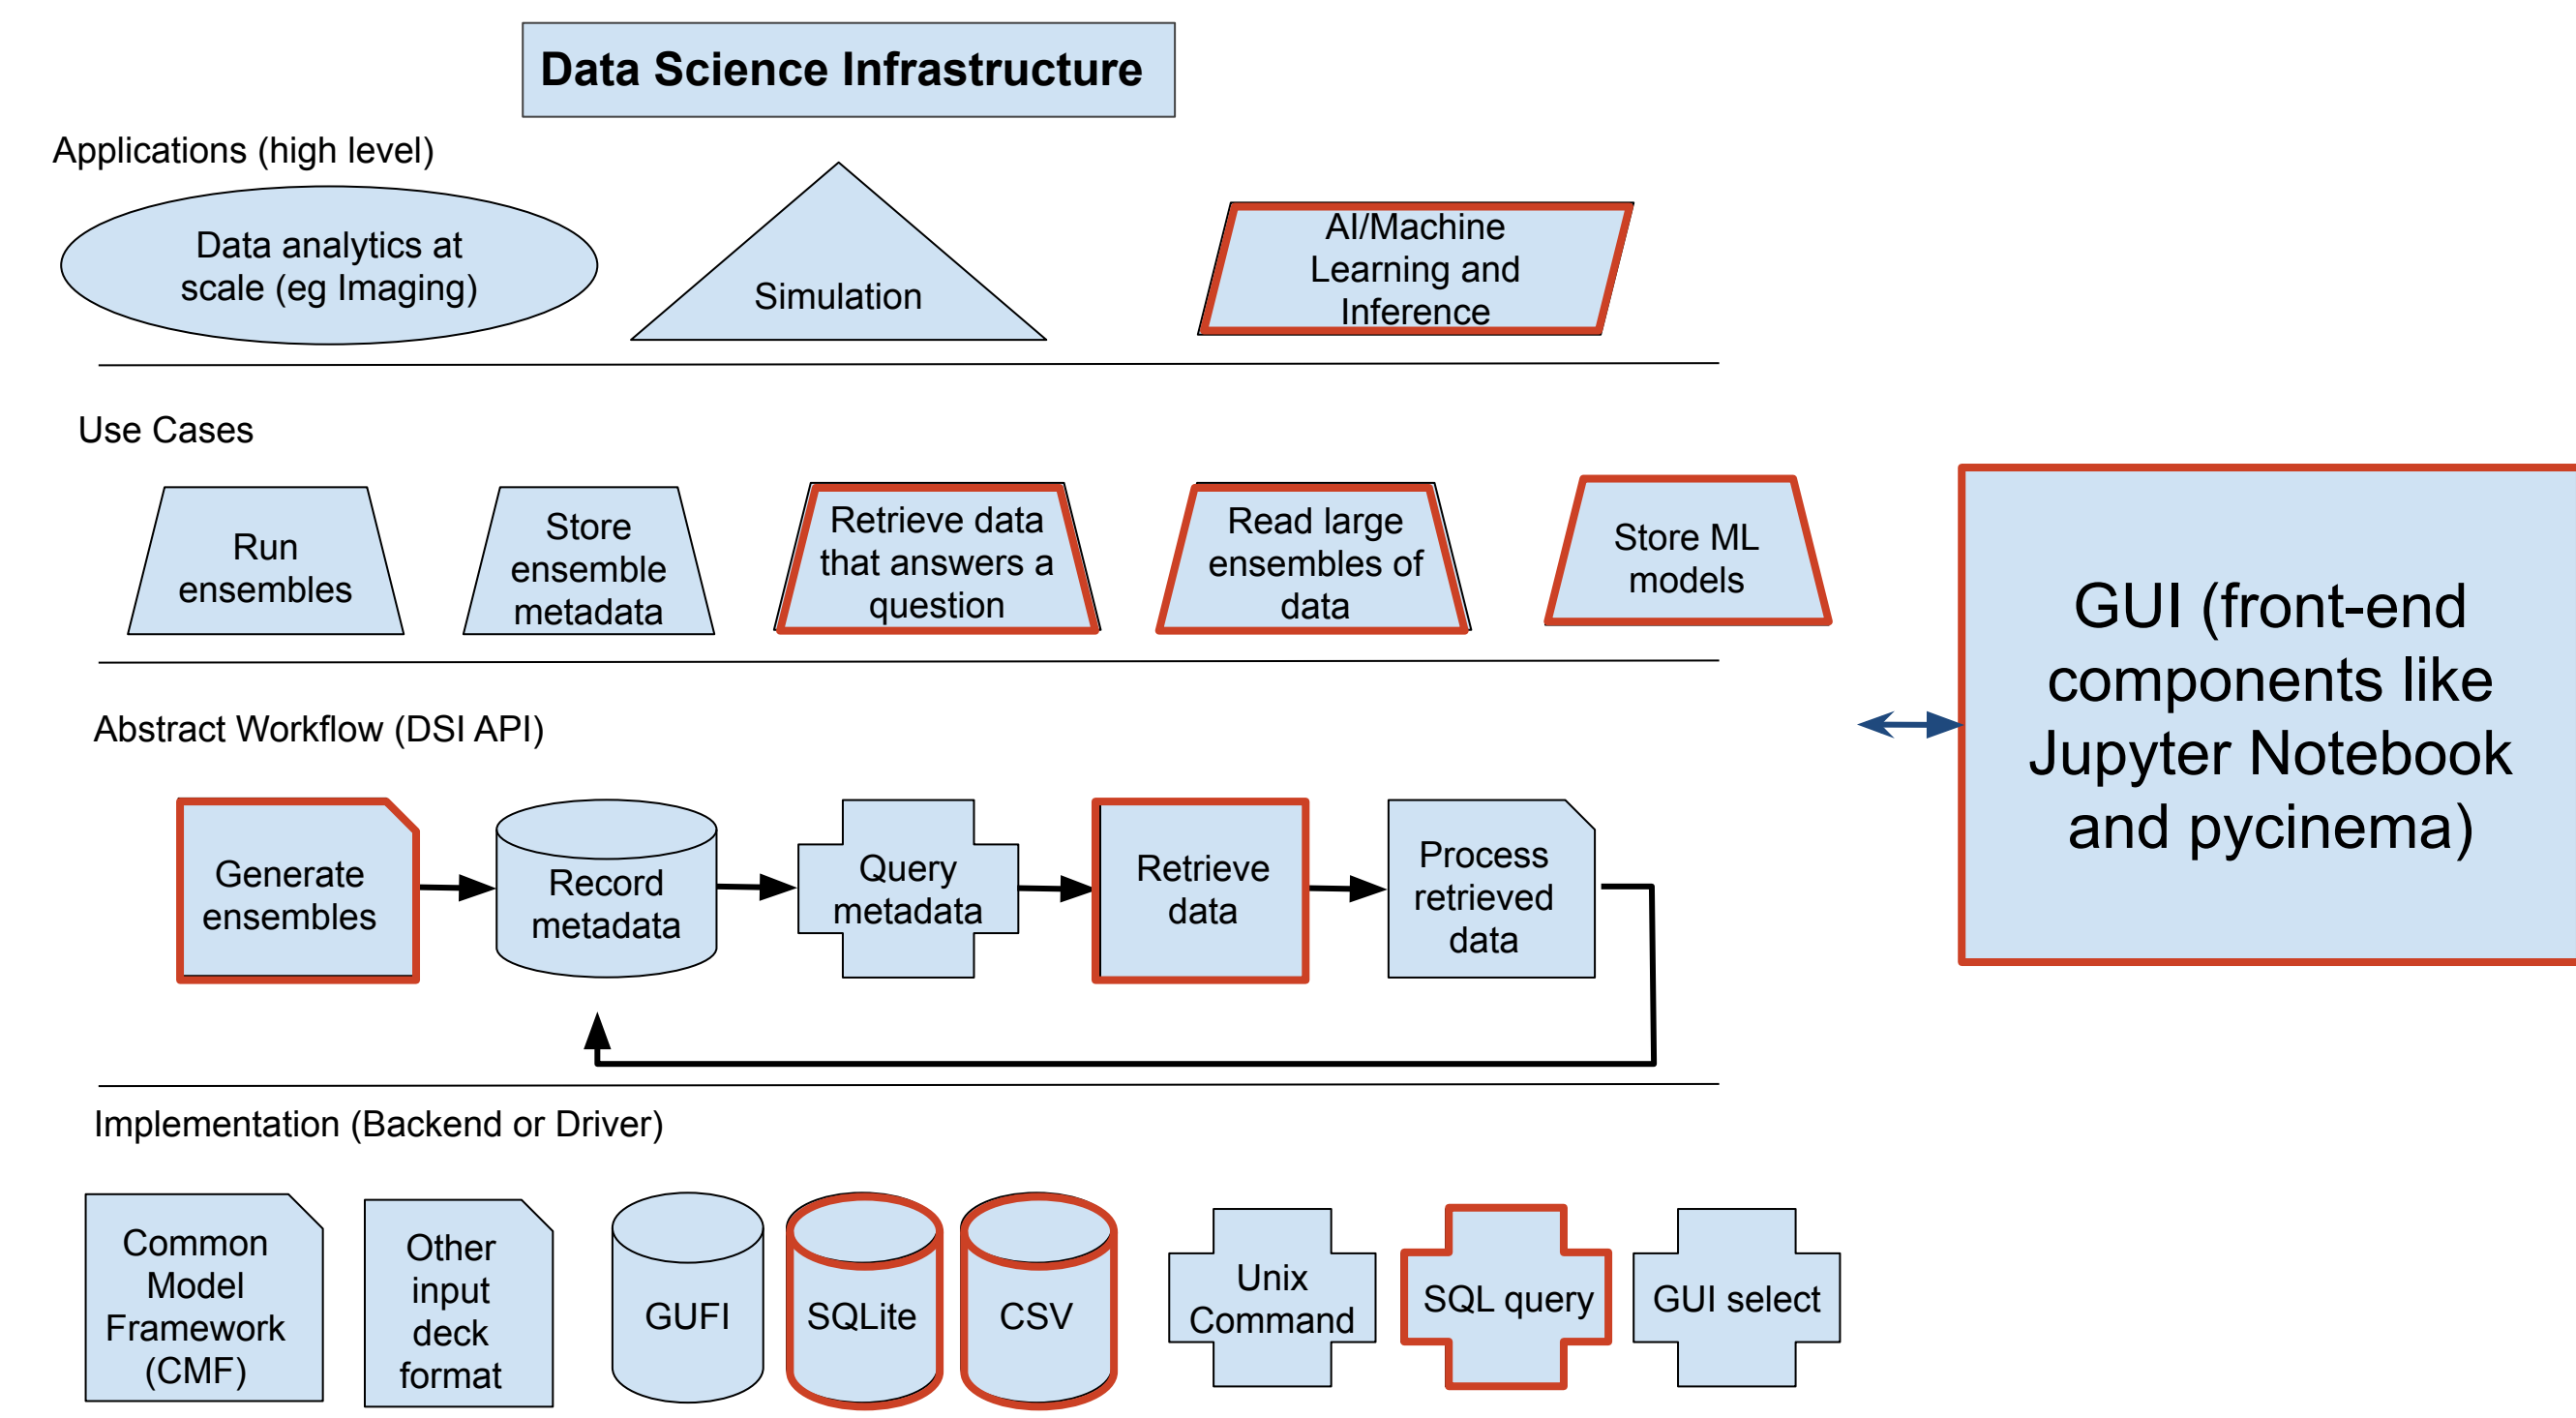 Data Science Infrastructure
Applications (high level)
Data analytics at
scale (eg Imaging)
Simulation
AI/Machine
Learning and
Inference
Use Cases
Run
ensembles
Store
ensemble
metadata
Retrieve data
that answers a
question
Read large
ensembles of
data
Store ML
models
GUI (front-end
components like
Jupyter Notebook
and pycinema)
Abstract Workflow (DSI API)
Generate
ensembles
Record
metadata
Query
metadata
Retrieve
data
Process
retrieved
data
Implementation (Backend or Driver)
Common
Model
Framework
(CMF)
Other
input
deck
format
GUFI
SQLite
CSV
Unix
Command
SQL query
GUI select